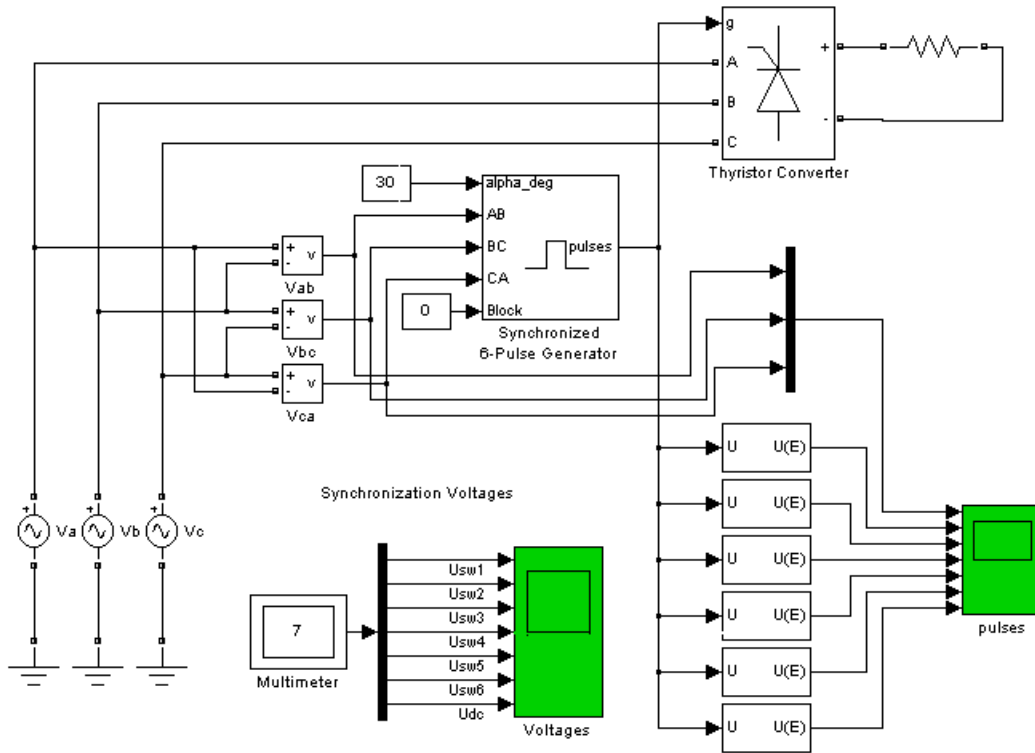 g
A
B
C
+
-
Thyristor Converter
30
alpha_deg
AB
BC
CA
Block
pulses
0
Synchronized
6-Pulse Generator
+
-
v
Vab
+
-
v
Vbc
+
-
v
Vca
U U(E)
U U(E)
U U(E)
U U(E)
U U(E)
U U(E)
pulses
Synchronization Voltages
+
Va
+
Vb
+
Vc
7
Multimeter
Usw1
Usw2
Usw3
Usw4
Usw5
Usw6
Udc
Voltages